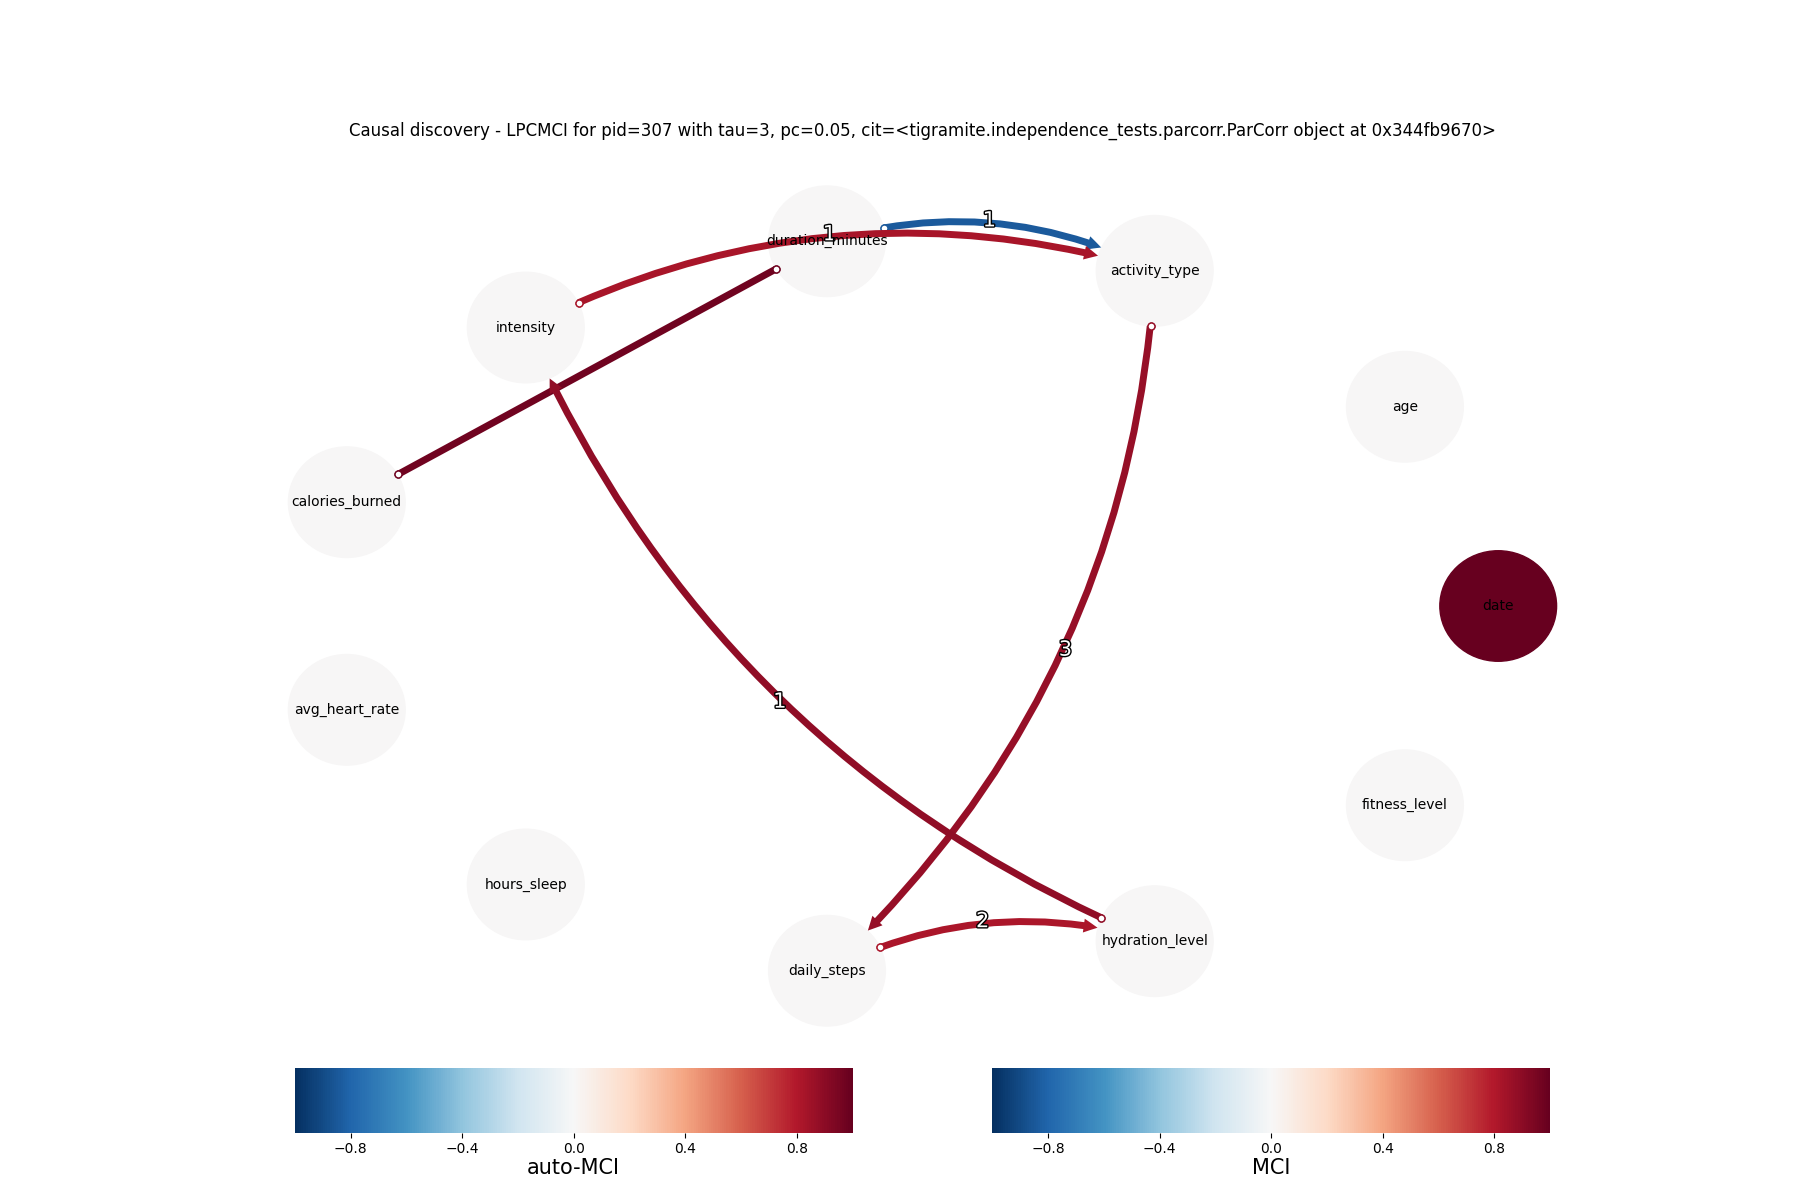 Causal discovery - LPCMCI for pid=307 with tau=3, pc=0.05, cit=<tigramite.independence_tests.parcorr.ParCorr object at 0x344fb9670>
1
1
duration_minutes
activity_type
intensity
age
calories_burned
date
3
1
avg_heart_rate
fitness_level
hours_sleep
2
hydration_level
daily_steps
−0.8 −0.4 0.0 0.4 0.8
auto-MCI
−0.8 −0.4 0.0 0.4 0.8
MCI